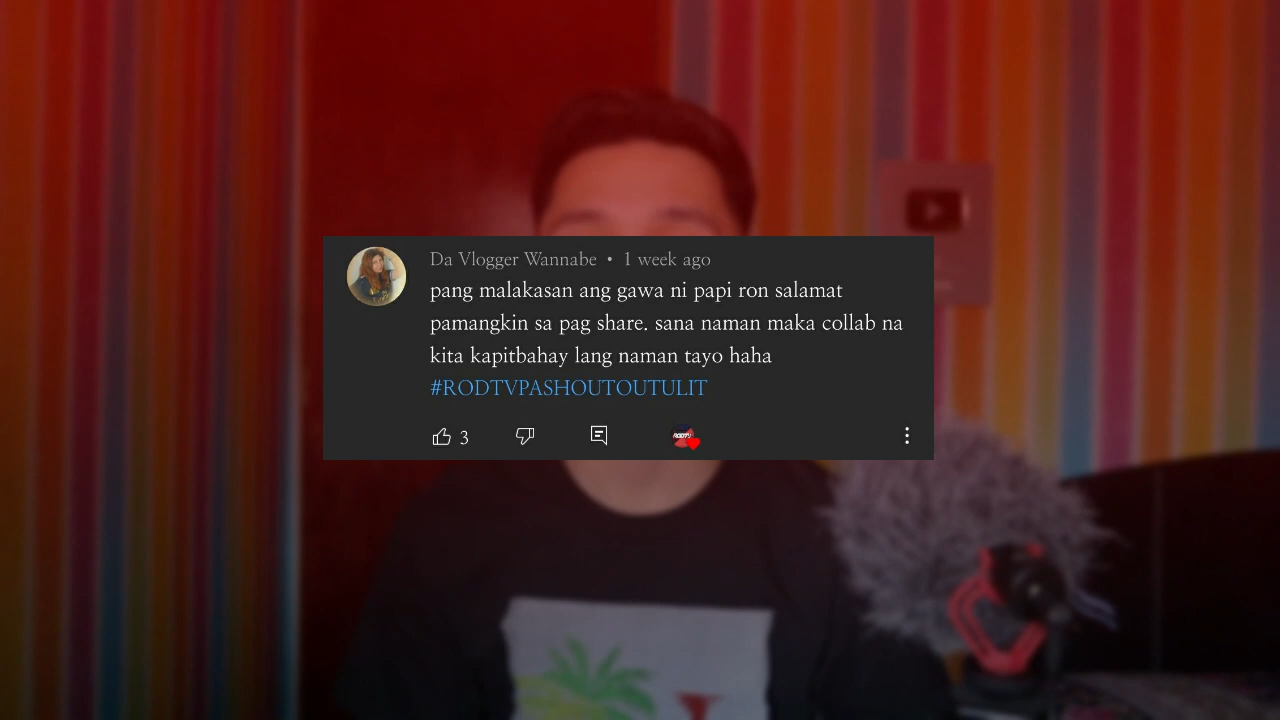 Da Vlogger Wannabe • 1 week ago
pang malakasan ang gawa ni papi ron salamat
pamangkin sa pag share. sana naman maka collab na
kita kapitbahay lang naman tayo haha
#RODTVPASHOUTOUTULIT
3